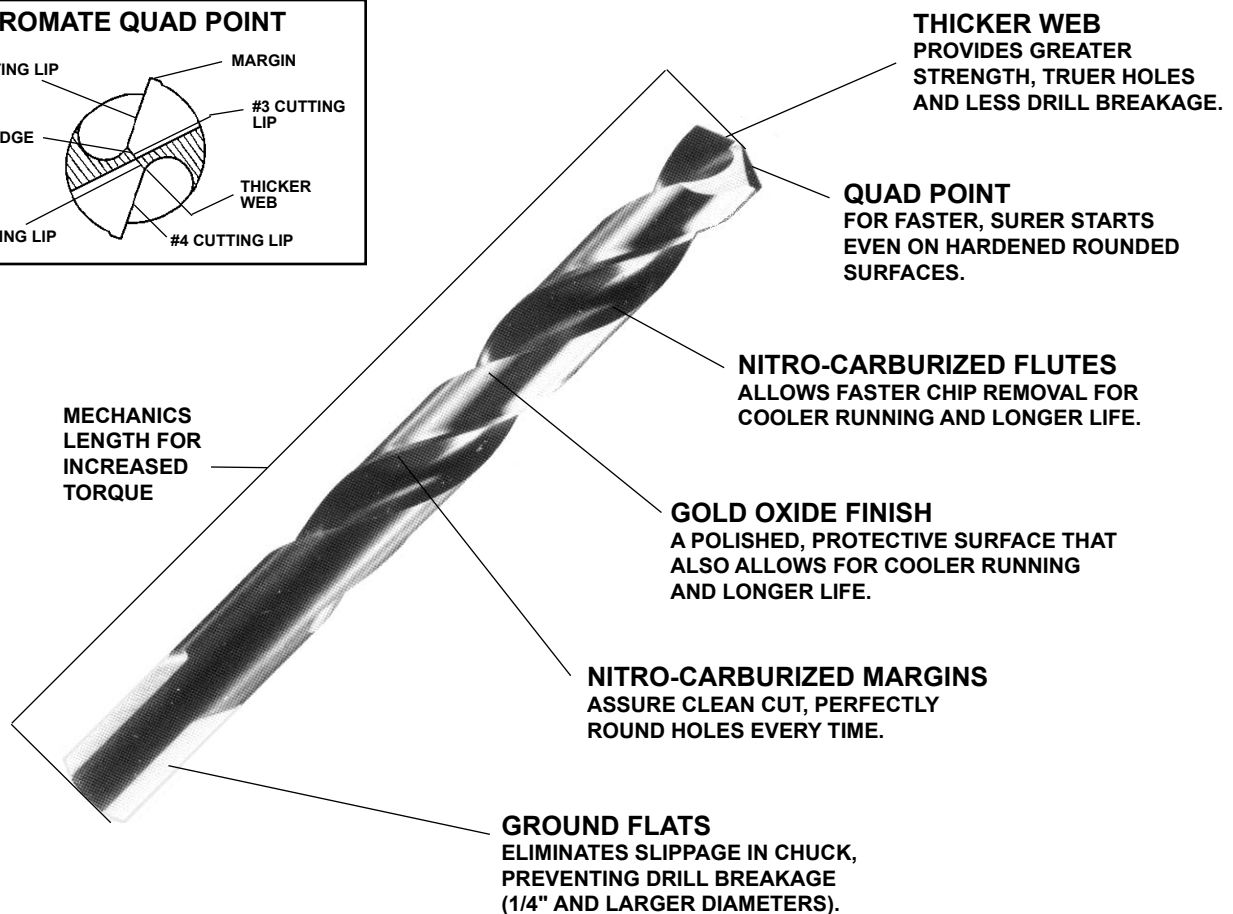 ROMATE QUAD POINT
TING LIP
MARGIN
#3 CUTTING
LIP
DGE
THICKER
WEB
ING LIP
#4 CUTTING LIP
THICKER WEB
PROVIDES GREATER
STRENGTH, TRUER HOLES
AND LESS DRILL BREAKAGE.
QUAD POINT
FOR FASTER, SURER STARTS
EVEN ON HARDENED ROUNDED
SURFACES.
NITRO-CARBURIZED FLUTES
ALLOWS FASTER CHIP REMOVAL FOR
COOLER RUNNING AND LONGER LIFE.
MECHANICS
LENGTH FOR
INCREASED
TORQUE
GOLD OXIDE FINISH
A POLISHED, PROTECTIVE SURFACE THAT
ALSO ALLOWS FOR COOLER RUNNING
AND LONGER LIFE.
NITRO-CARBURIZED MARGINS
ASSURE CLEAN CUT, PERFECTLY
ROUND HOLES EVERY TIME.
GROUND FLATS
ELIMINATES SLIPPAGE IN CHUCK,
PREVENTING DRILL BREAKAGE
(1/4" AND LARGER DIAMETERS).